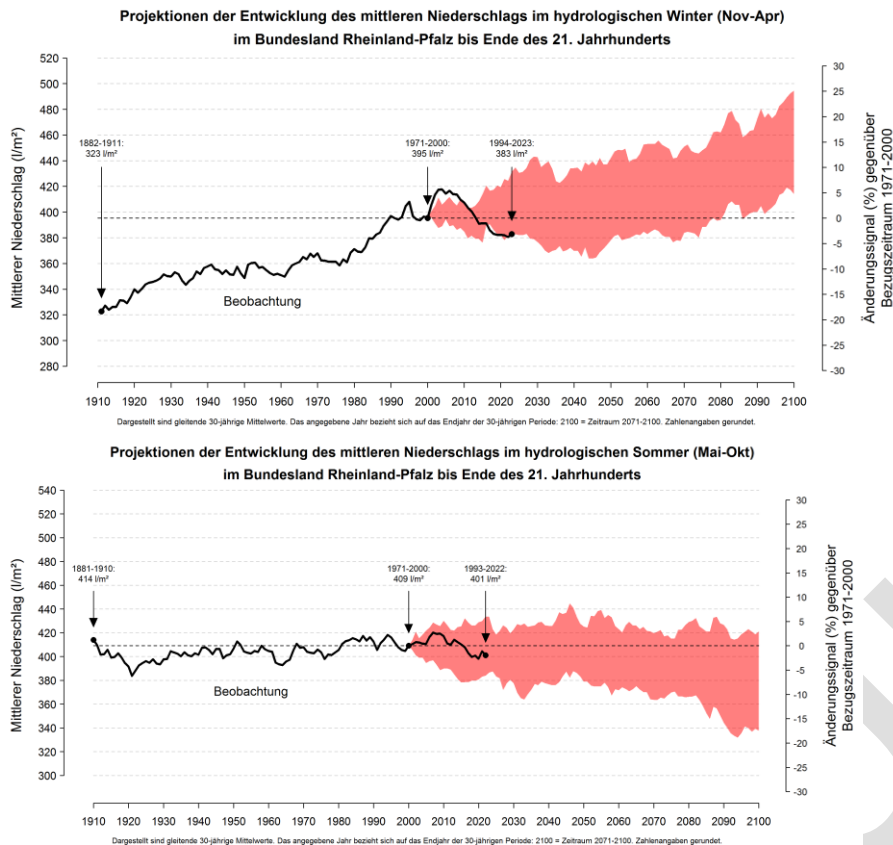 Projektionen der Entwicklung des mittleren Niederschlags im hydrologischen Winter (Nov-Apr)
im Bundesland Rheinland-Pfalz bis Ende des 21. Jahrhunderts
Mittlerer Niederschlag (l/m²)
520
500
480
460
440
420
400
380
360
340
320
300
280
1882-1911:
323 l/m²
1971-2000:
395 l/m²
1994-2023:
383 l/m²
Beobachtung
30
25
20
15
10
5
0
-5
-10
-15
-20
-25
-30
Änderungssignal (%) gegenüber
Bezugszeitraum 1971-2000
1910 1920 1930 1940 1950 1960 1970 1980 1990 2000 2010 2020 2030 2040 2050 2060 2070 2080 2090 2100
Dargestellt sind gleitende 30-jährige Mittelwerte. Das angegebene Jahr bezieht sich auf das Endjahr der 30-jährigen Periode: 2100 = Zeitraum 2071-2100. Zahlenangaben gerundet.
Projektionen der Entwicklung des mittleren Niederschlags im hydrologischen Sommer (Mai-Okt)
im Bundesland Rheinland-Pfalz bis Ende des 21. Jahrhunderts
Mittlerer Niederschlag (l/m²)
540
520
500
480
460
440
420
400
380
360
340
320
300
1881-1910:
414 l/m²
1971-2000:
409 l/m²
1993-2022:
401 l/m²
Beobachtung
30
25
20
15
10
5
0
-5
-10
-15
-20
-25
-30
Änderungssignal (%) gegenüber
Bezugszeitraum 1971-2000
1910 1920 1930 1940 1950 1960 1970 1980 1990 2000 2010 2020 2030 2040 2050 2060 2070 2080 2090 2100
Dargestellt sind gleitende 30-jährige Mittelwerte. Das angegebene Jahr bezieht sich auf das Endjahr der 30-jährigen Periode: 2100 = Zeitraum 2071-2100. Zahlenangaben gerundet.